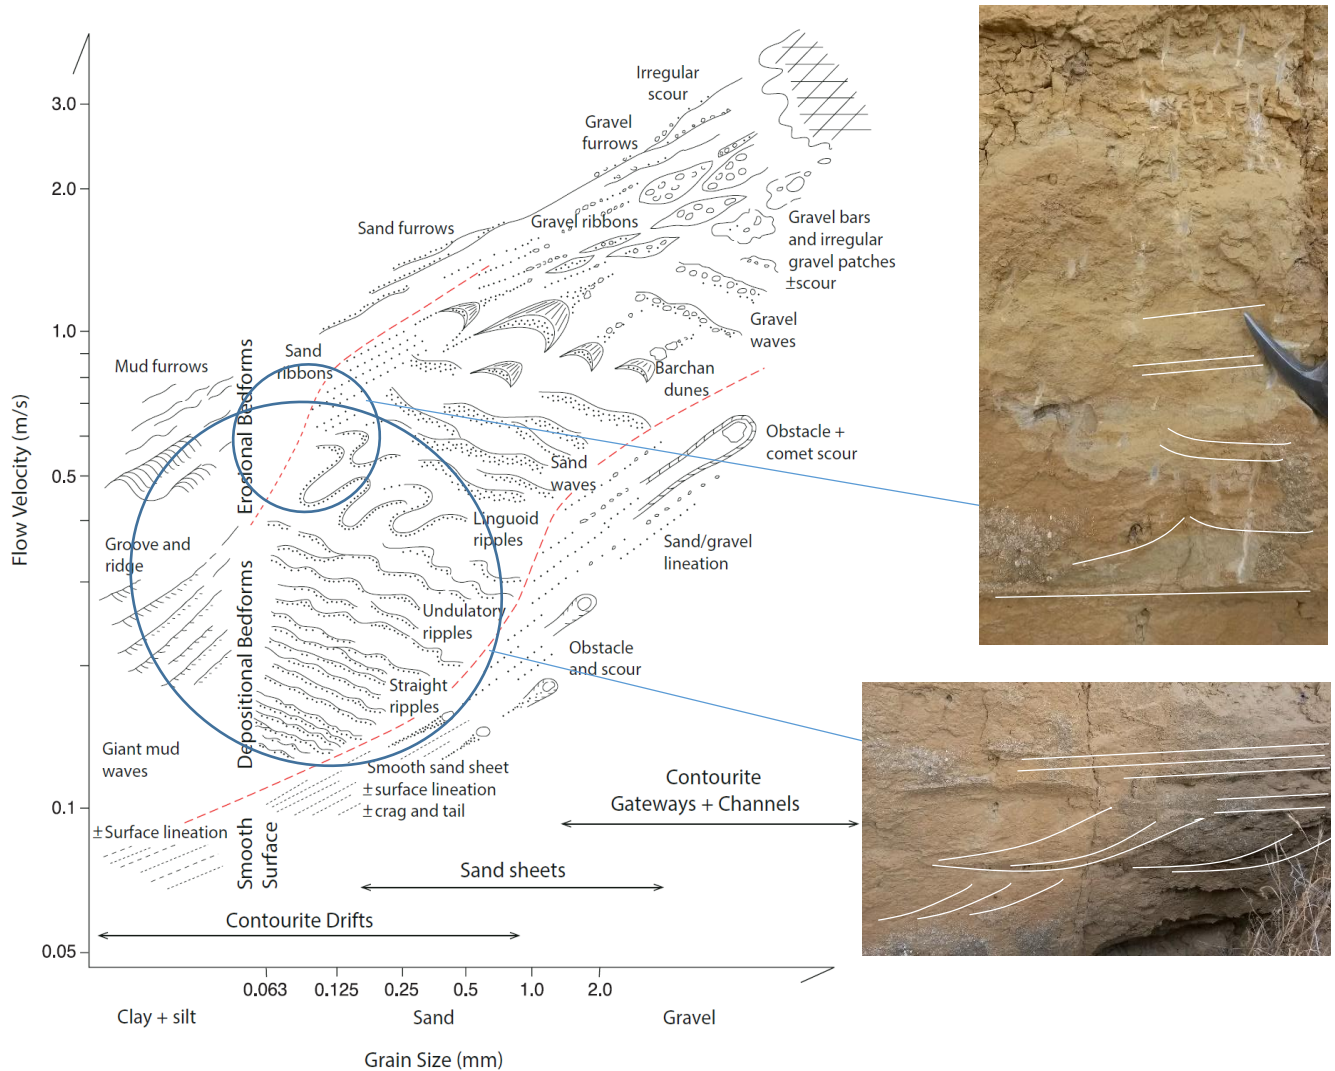 Flow Velocity (m/s)
3.0
2.0
1.0
0.5
0.1
0.05
Irregular
scour
Gravel
furrows
Sand furrows
Gravel ribbons
Gravel bars
and irregular
gravel patches
±scour
Gravel
waves
Mud furrows
Sand
ribbons
Barchan
dunes
Erosional Bedforms
Obstacle +
comet scour
Sand
waves
Linguoid
ripples
Groove and
ridge
Sand/gravel
lineation
Undulatory
ripples
Depositional Bedforms
Obstacle
and scour
Straight
ripples
Giant mud
waves
Smooth sand sheet
±surface lineation
±crag and tail
Contourite
Gateways + Channels
±Surface lineation
Smooth
Surface
Sand sheets
Contourite Drifts
0.063
0.125
0.25
0.5
1.0
2.0
Clay + silt
Sand
Gravel
Grain Size (mm)